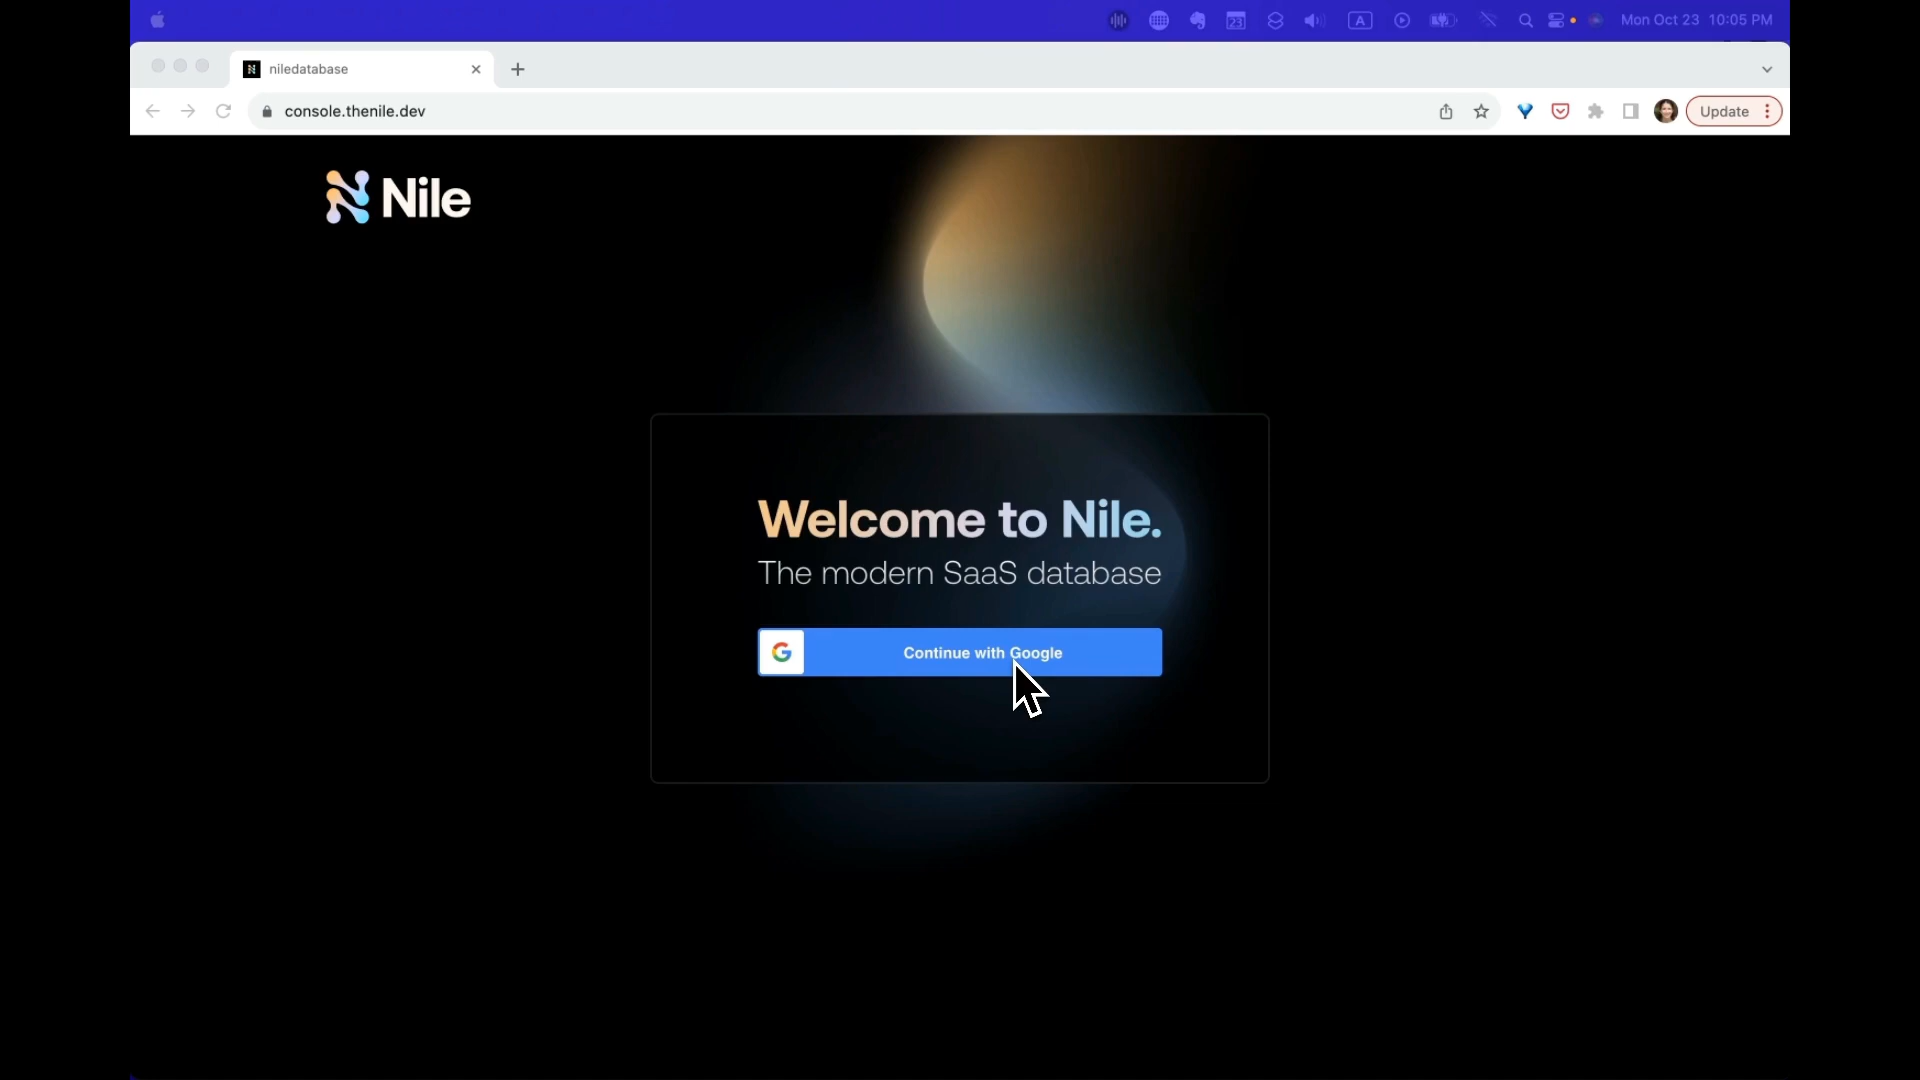 23
A
Mon Oct 23 10:05 PM
niledatabase
console.thenile.dev
Update
Nile
Welcome to Nile.
The modern SaaS database
G
Continue with Google